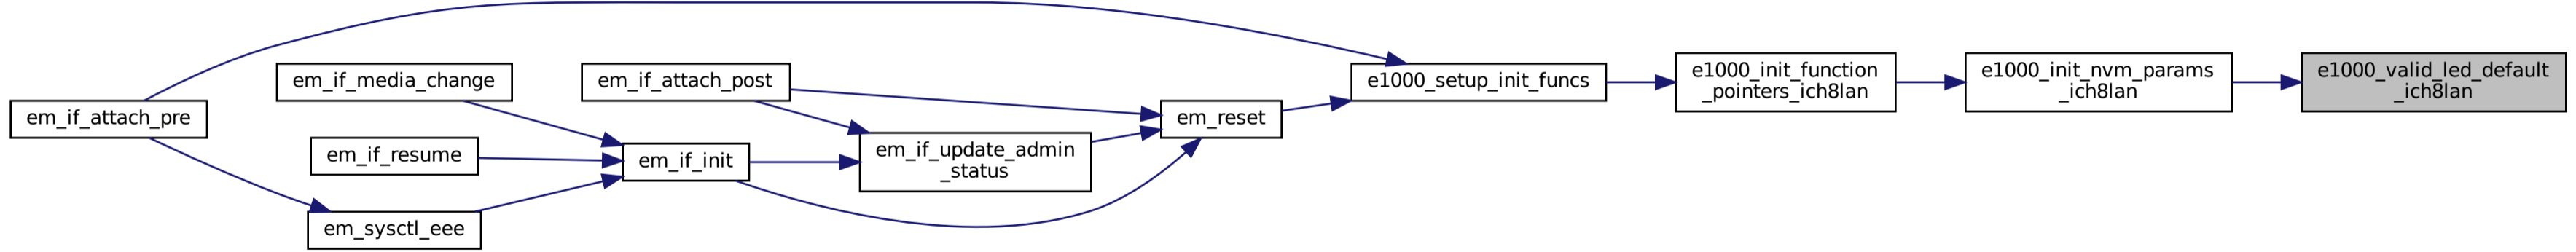 em_if_attach_pre
em_if_media_change
em_if_resume
em_sysctl_eee
em_if_attach_post
em_if_init
em_if_update_admin
_status
em_reset
e1000_setup_init_funcs
e1000_init_function
_pointers_ich8lan
e1000_init_nvm_params
_ich8lan
e1000_valid_led_default
_ich8lan